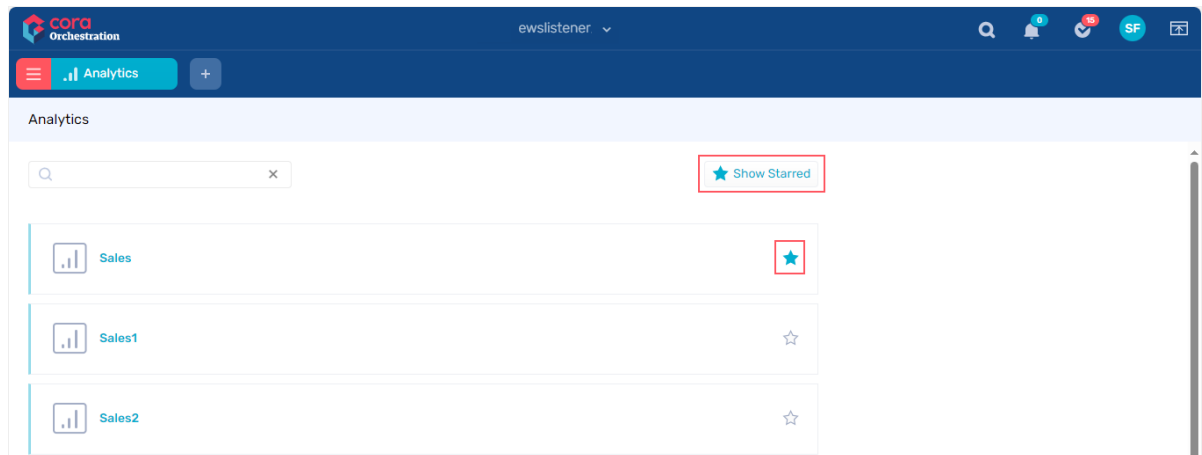 cora
Orchestration
ewslistener
0
15
SF
Analytics
+
Analytics
Show Starred
Sales
Sales1
Sales2